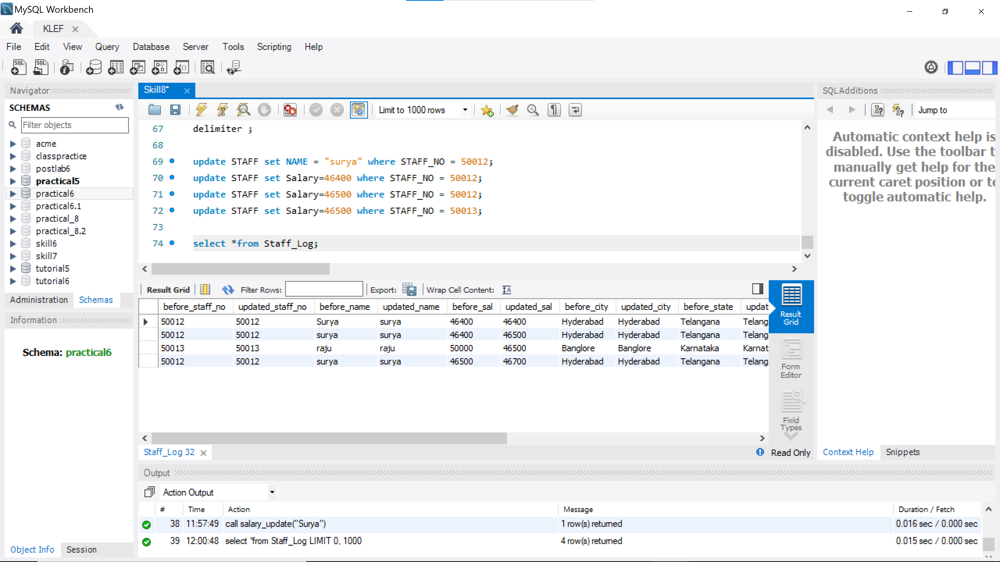 MySQL Workbench
KLEF
File Edit View Query Database Server Tools Scripting Help
Navigator
SCHEMAS
Filter objects
acme
classpractice
postlab6
practical5
practical6
practical6.1
practical_8
practical_8.2
skill6
skill7
tutorial5
tutorial6
Administration Schemas
Information
Schema: practical6
Object Info Session
Skill8*
Limit to 1000 rows
67 delimiter ;
68
69 update STAFF set NAME = "surya" where STAFF_NO = 50012;
70 update STAFF set Salary=46400 where STAFF_NO = 50012;
71 update STAFF set Salary=46500 where STAFF_NO = 50012;
72 update STAFF set Salary=46500 where STAFF_NO = 50013;
73
74 select *from Staff_Log;
Result Grid Filter Rows: Export: Wrap Cell Content:
before_staff_no updated_staff_no before_name updated_name before_sal updated_sal before_city updated_city before_state updat
50012 50012 Surya surya 46400 46400 Hyderabad Hyderabad Telangana Telang
50012 50012 surya surya 46400 46500 Hyderabad Hyderabad Telangana Telang
50013 50013 raju raju 50000 46500 Banglore Banglore Karnataka Karnat
50012 50012 surya surya 46500 46700 Hyderabad Hyderabad Telangana Telang
Result
Grid
Form
Editor
Field
Types
Staff_Log 32
Read Only
SQLAdditions
Jump to
Automatic context help is
disabled. Use the toolbar t
manually get help for the
current caret position or to
toggle automatic help.
Context Help Snippets
Output
Action Output
# Time Action Message Duration / Fetch
38 11:57:49 call salary_update("Surya") 1 row(s) returned 0.016 sec / 0.000 sec
39 12:00:48 select *from Staff_Log LIMIT 0, 1000 4 row(s) returned 0.015 sec / 0.000 sec